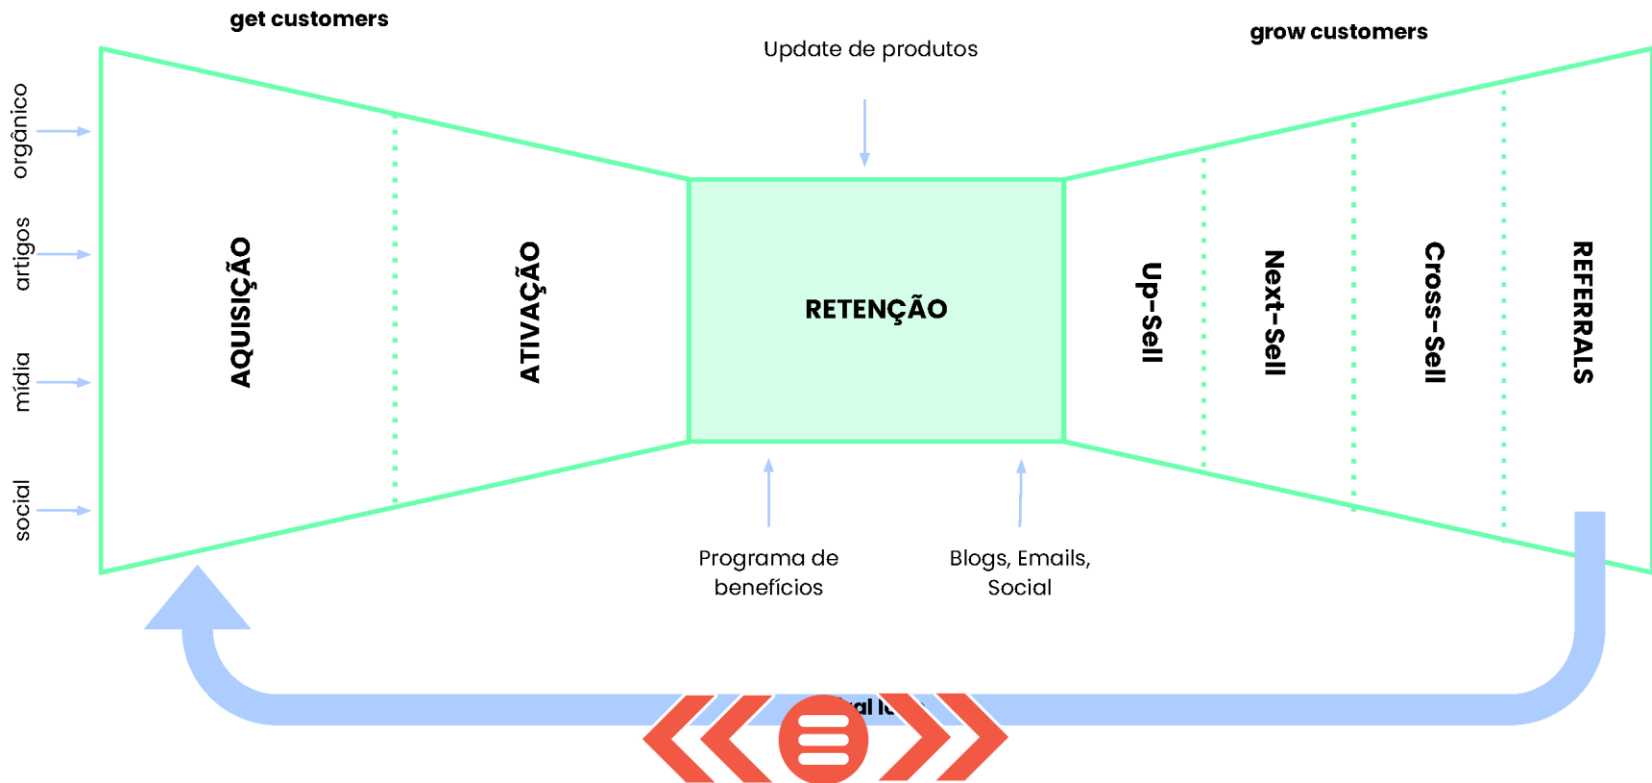 get customers
grow customers
Update de produtos
orgânico
artigos
mídia
social
AQUISIÇÃO
ATIVAÇÃO
RETENÇÃO
Up-Sell
Next-Sell
Cross-Sell
REFERRALS
Programa de
benefícios
Blogs, Emails,
Social